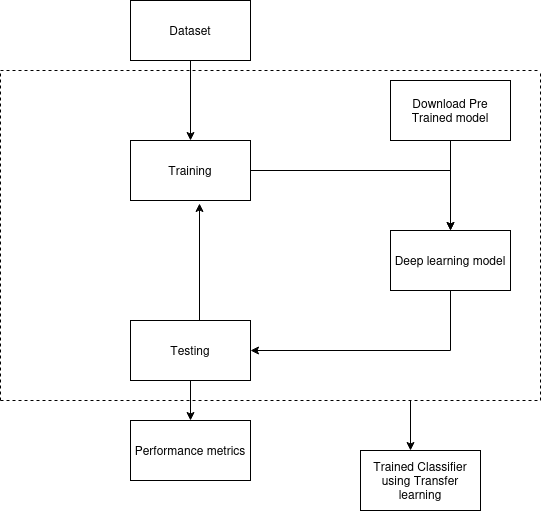 Dataset
Download Pre
Trained model
Training
Deep learning model
Testing
Performance metrics
Trained Classifier
using Transfer
learning